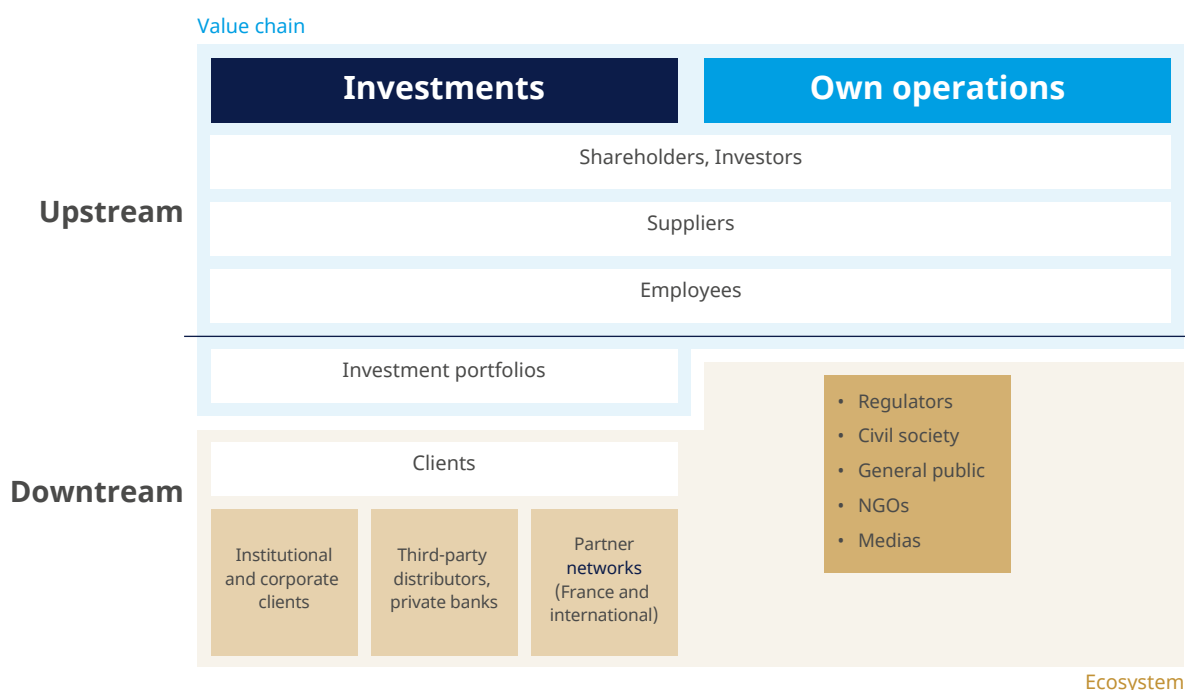 Value chain
Investments
Own operations
Shareholders, Investors
Upstream
Suppliers
Employees
Investment portfolios
• Regulators
• Civil society
• General public
• NGOs
• Medias
Clients
Downtream
Institutional
and corporate
clients
Third-party
distributors,
private banks
Partner
networks
(France and
international)
Ecosystem